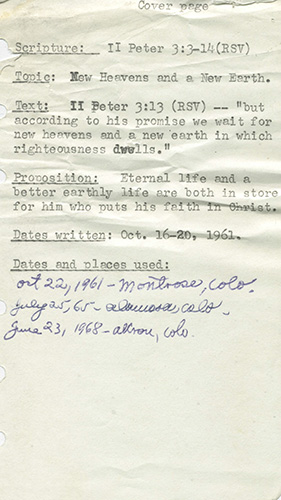 Cover page
Scripture: II Peter 3:3-14(RSV)
Topic: New Heavens and a New Earth.
Text: II Peter 3:13 (RSV) -- "but
according to his promise we wait for
new heavens and a new earth in which
righteousness dwells."
Proposition: Eternal life and a
better earthly life are both in store
for him who puts his faith in Christ.
Dates written: Oct. 16-20, 1961.
Dates and places used:
Oct 22, 1961 - Montrose, Colo.
July 25, 65 - Alamosa, Colo.
June 23, 1968 - Akron, Colo.